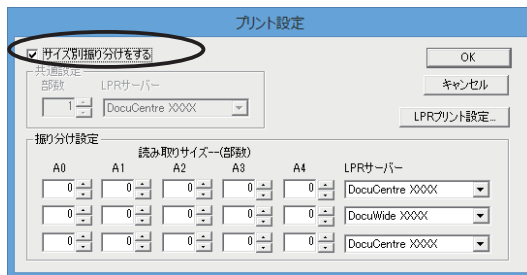 プリント設定
サイズ別振り分けをする
OK
共通設定
部数 LPRサーバー
キャンセル
1 DocuCentre XXXX
LPRプリント設定...
振り分け設定
読み取りサイズ--(部数)
A0 A1 A2 A3 A4 LPRサーバー
0 0 0 0 0 DocuCentre XXXX
0 0 0 0 0 DocuWide XXXX
0 0 0 0 0 DocuCentre XXXX